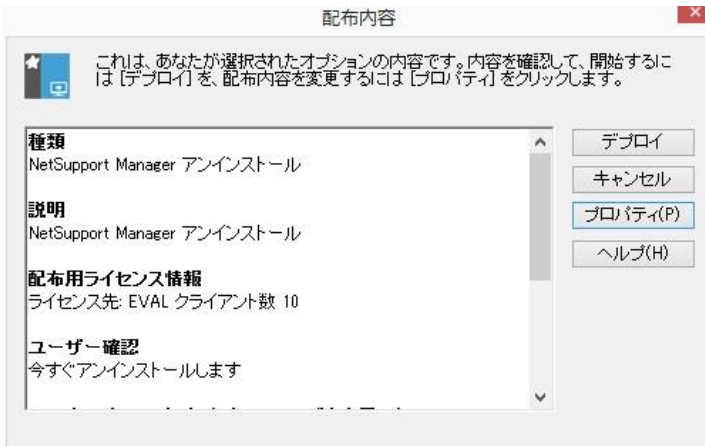 配布内容
これは、あなたが選択されたオプションの内容です。内容を確認して、開始するに
は [デプロイ] を、配布内容を変更するには [プロパティ] をクリックします。
種類
NetSupport Manager アンインストール
説明
NetSupport Manager アンインストール
配布用ライセンス情報
ライセンス先: EVAL クライアント数 10
ユーザー確認
今すぐアンインストールします
デプロイ
キャンセル
プロパティ(P)
ヘルプ(H)